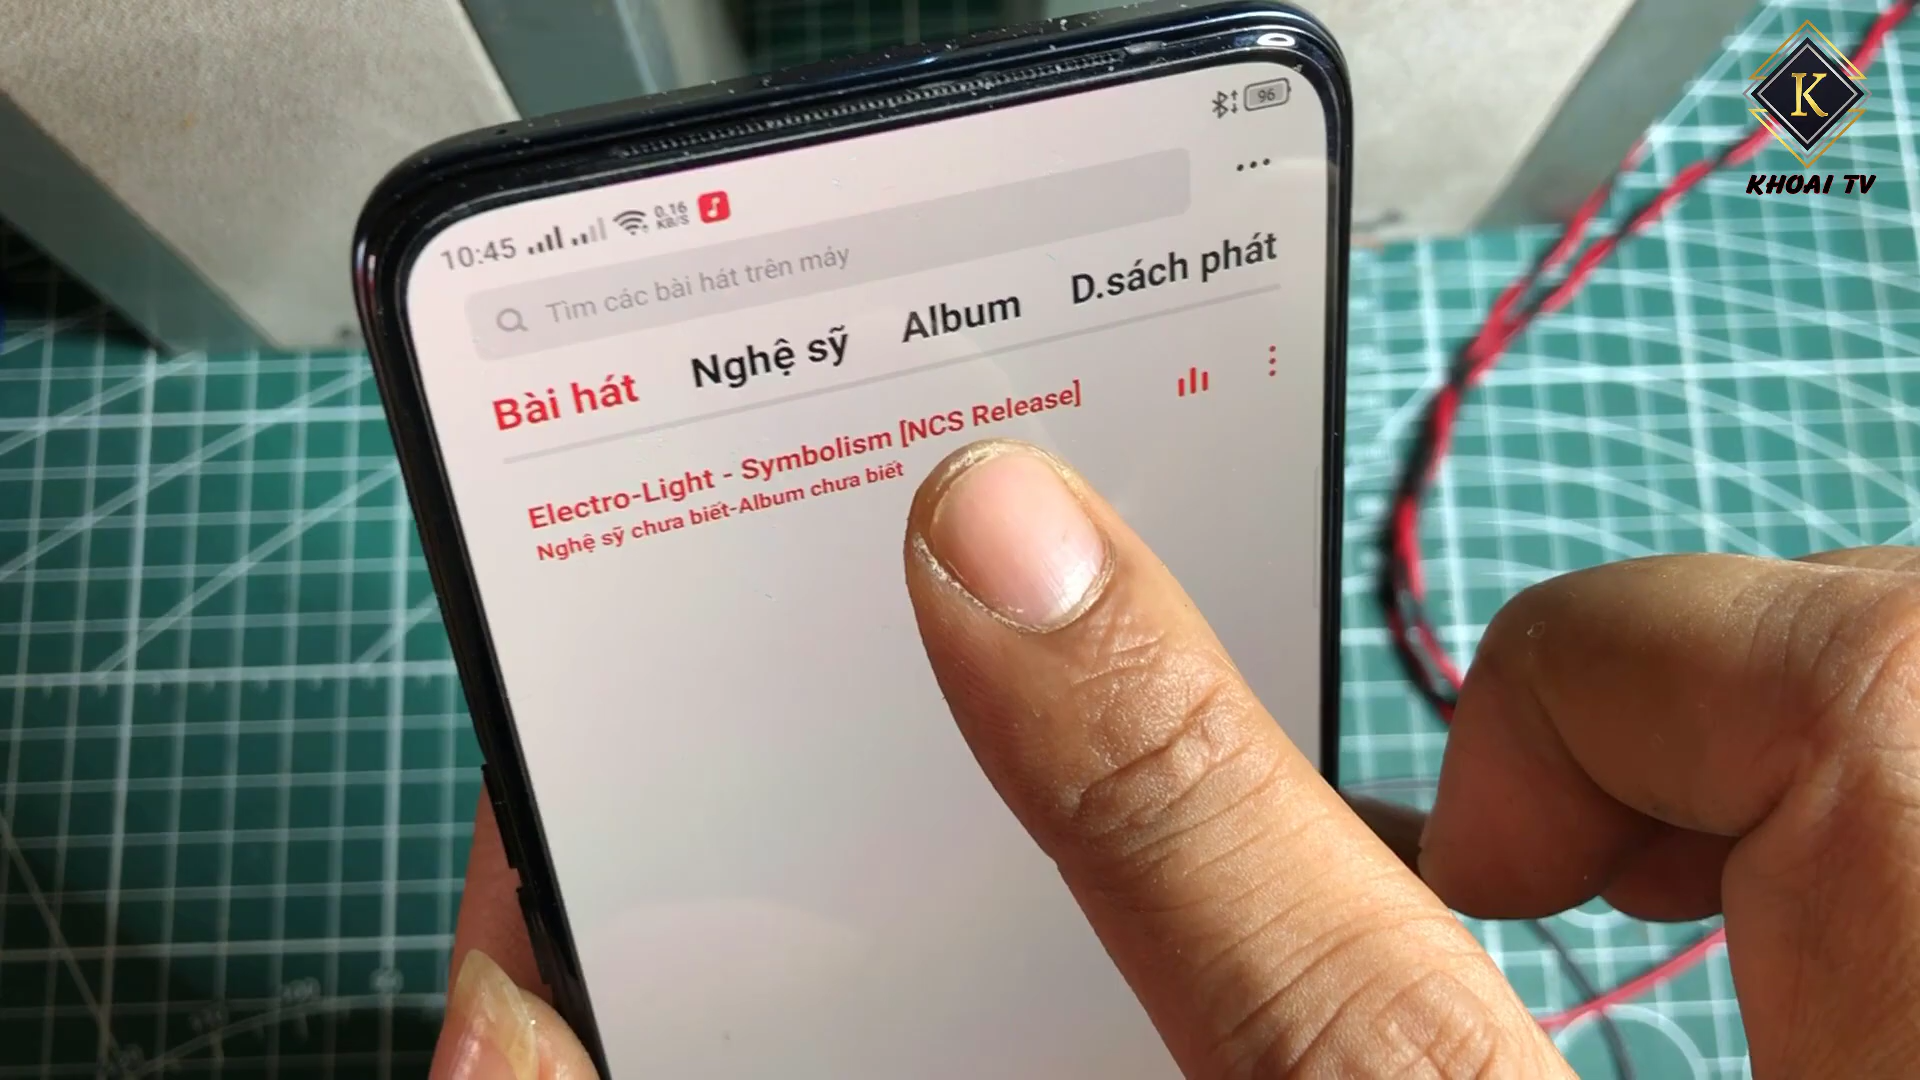 K
KHOAI TV
10:45
0.16
KB/S
96
Tìm các bài hát trên máy
Bài hát Nghệ sỹ Album D.sách phát
Electro-Light - Symbolism [NCS Release]
Nghệ sỹ chưa biết-Album chưa biết